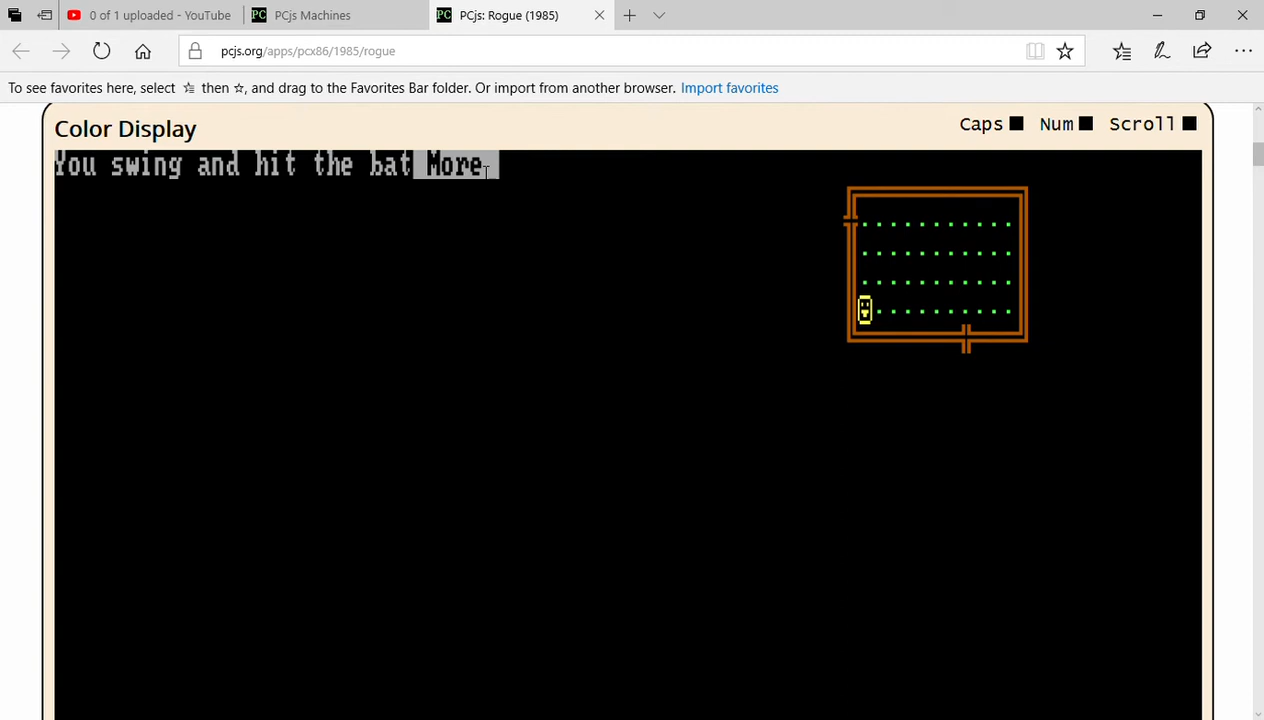 0 of 1 uploaded - YouTube
PCjs Machines
PCjs: Rogue (1985)
pcjs.org/apps/pcx86/1985/rogue
To see favorites here, select ☆ then ☆, and drag to the Favorites Bar folder. Or import from another browser. Import favorites
Color Display
Caps
Num
Scroll
You swing and hit the bat More